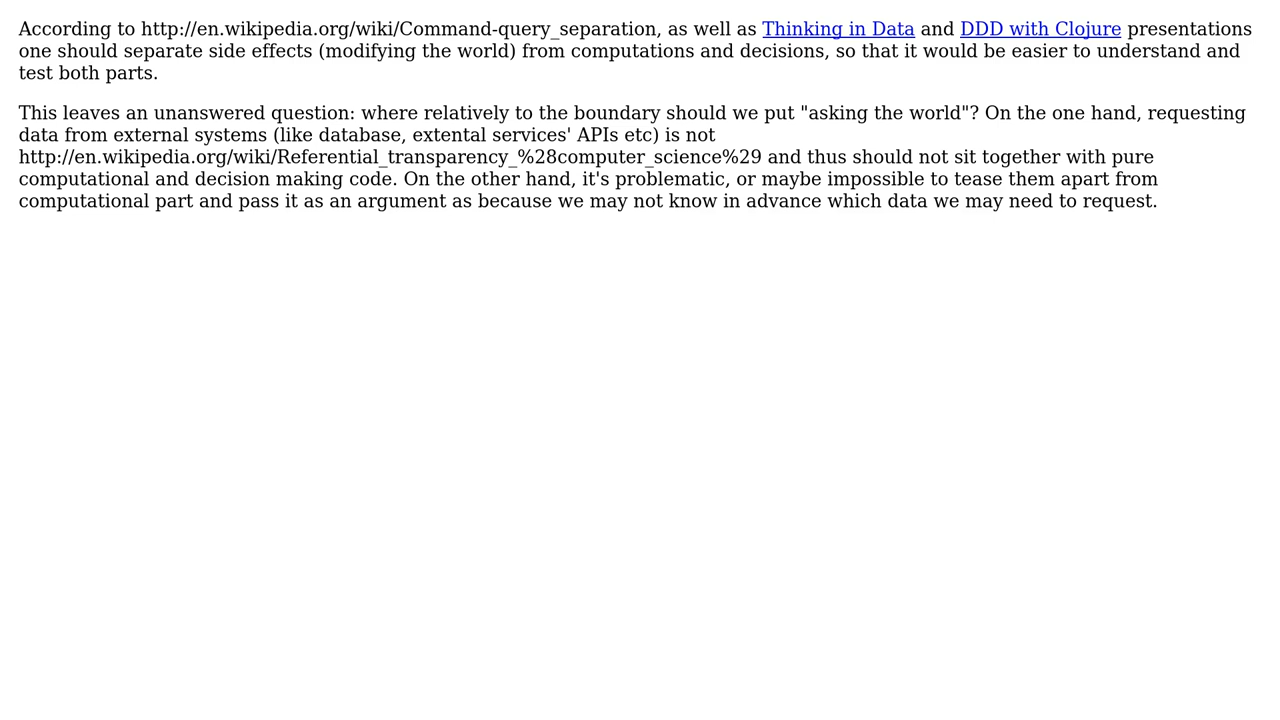 According to http://en.wikipedia.org/wiki/Command-query_separation, as well as Thinking in Data and DDD with Clojure presentations
one should separate side effects (modifying the world) from computations and decisions, so that it would be easier to understand and
test both parts.
This leaves an unanswered question: where relatively to the boundary should we put "asking the world"? On the one hand, requesting
data from external systems (like database, extental services' APIs etc) is not
http://en.wikipedia.org/wiki/Referential_transparency_%28computer_science%29 and thus should not sit together with pure
computational and decision making code. On the other hand, it's problematic, or maybe impossible to tease them apart from
computational part and pass it as an argument as because we may not know in advance which data we may need to request.